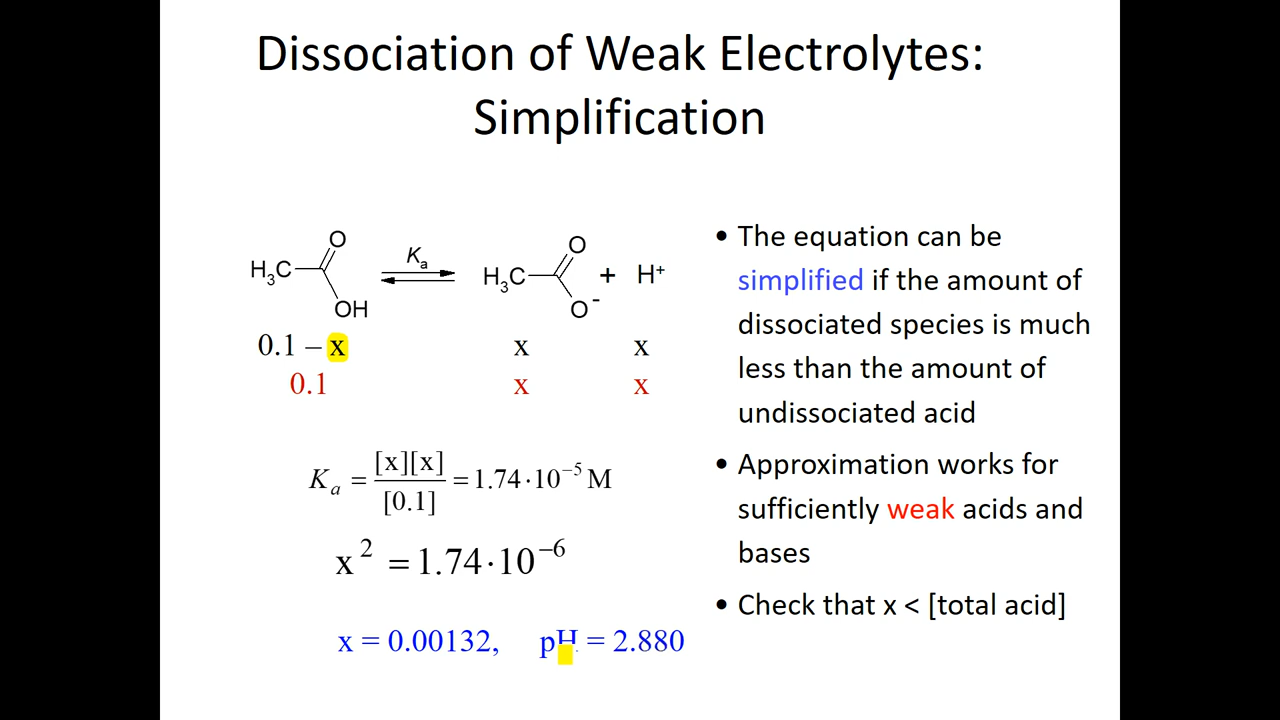 Dissociation of Weak Electrolytes:
Simplification
H₃C O OH Kₐ H₃C O O⁻ + H⁺
0.1 – x x x
0.1 x x
Kₐ = [x][x] / [0.1] = 1.74·10⁻⁵ M
x² = 1.74·10⁻⁶
x = 0.00132, pH = 2.880
• The equation can be
simplified if the amount of
dissociated species is much
less than the amount of
undissociated acid
• Approximation works for
sufficiently weak acids and
bases
• Check that x < [total acid]